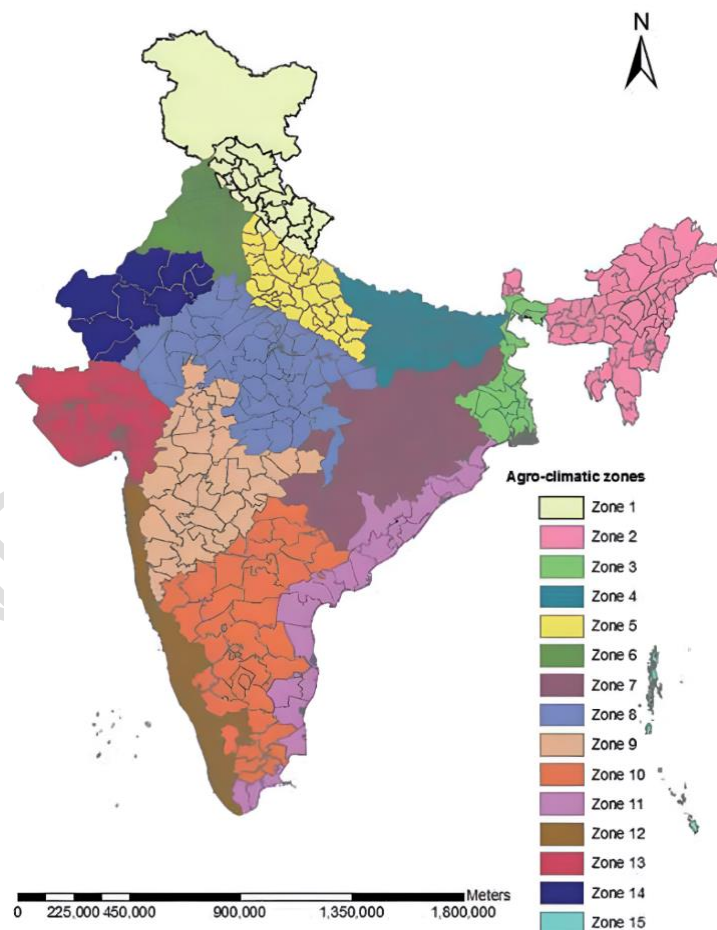 N
Agro-climatic zones
Zone 1
Zone 2
Zone 3
Zone 4
Zone 5
Zone 6
Zone 7
Zone 8
Zone 9
Zone 10
Zone 11
Zone 12
Zone 13
Zone 14
Zone 15
Meters
0 225,000 450,000 900,000 1,350,000 1,800,000